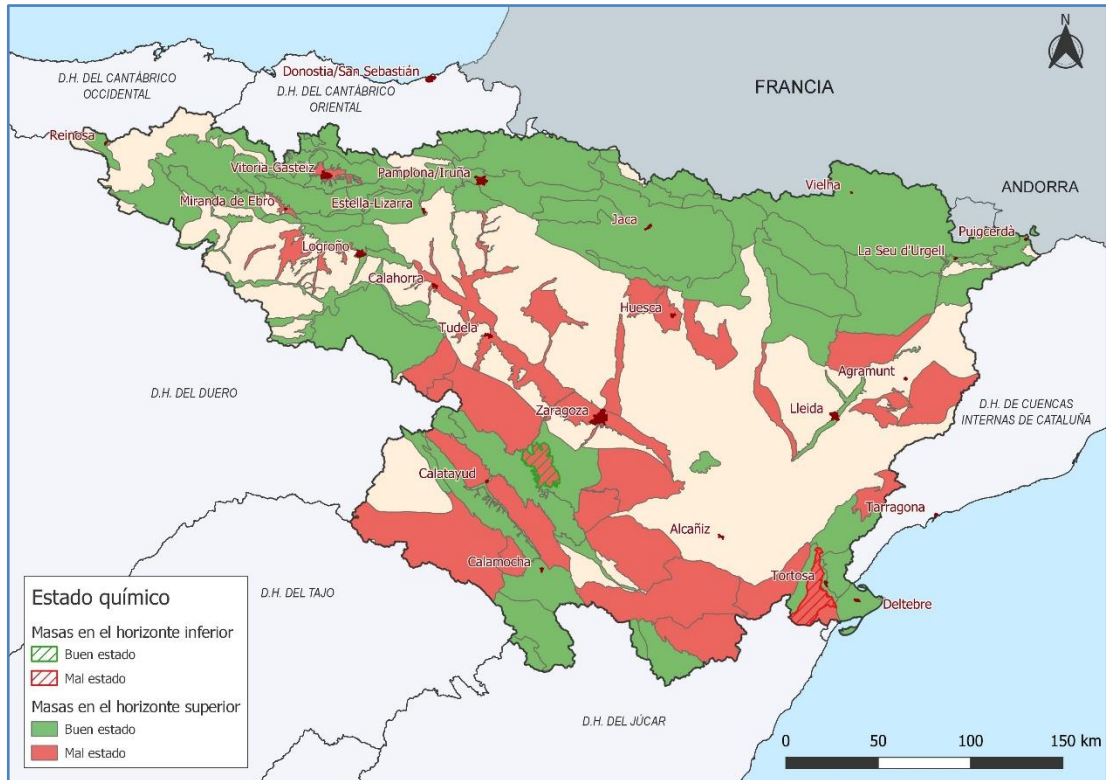 N
D.H. DEL CANTÁBRICO
OCCIDENTAL
Donostia/San Sebastián
D.H. DEL CANTÁBRICO
ORIENTAL
FRANCIA
Reinosa
Vitoria-Gasteiz
Pamplona/Iruña
Vielha
ANDORRA
Miranda de Ebro
Estella-Lizarra
Jaca
Puigcerdà
La Seu d'Urgell
Logroño
Calahorra
Huesca
Tudela
Agramunt
D.H. DEL DUERO
Zaragoza
Lleida
D.H. DE CUENCAS
INTERNAS DE CATALUÑA
Calatayud
Tarragona
Alcañiz
Calamocha
Tortosa
Deltebre
D.H. DEL TAJO
D.H. DEL JÚCAR
Estado químico
Masas en el horizonte inferior
Buen estado
Mal estado
Masas en el horizonte superior
Buen estado
Mal estado
0 50 100 150 km